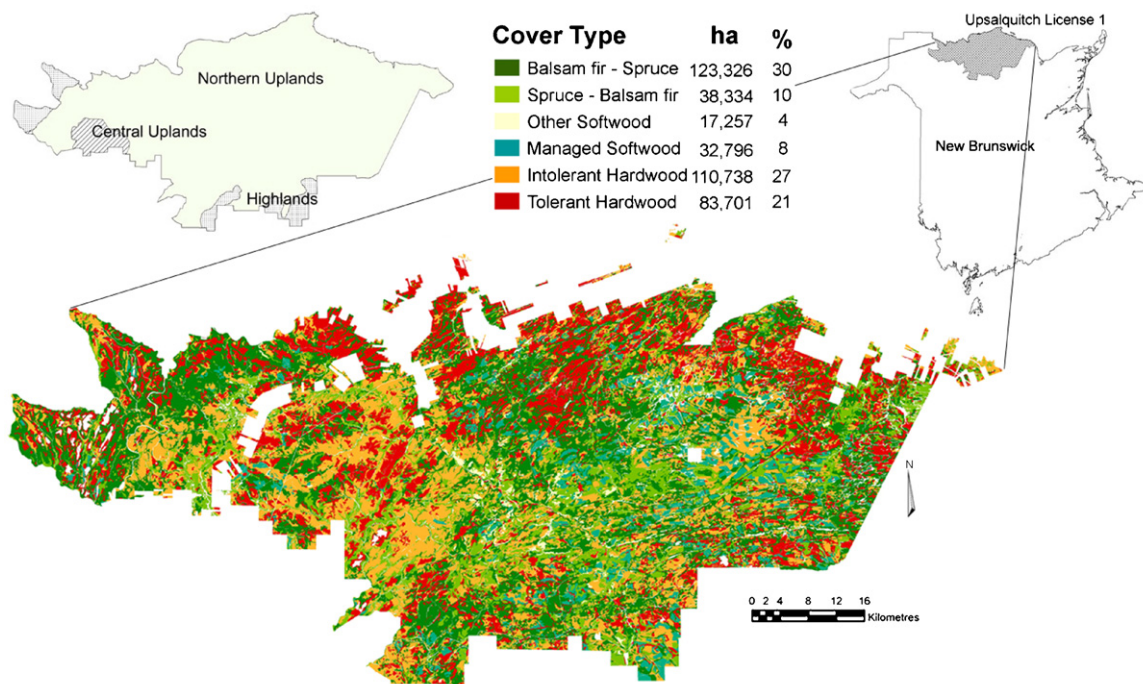 Upsalquitch License 1
Cover Type ha %
Balsam fir - Spruce 123,326 30
Spruce - Balsam fir 38,334 10
Other Softwood 17,257 4
Managed Softwood 32,796 8
Intolerant Hardwood 110,738 27
Tolerant Hardwood 83,701 21
Northern Uplands
Central Uplands
Highlands
New Brunswick
N
0 2 4 8 12 16
Kilometres